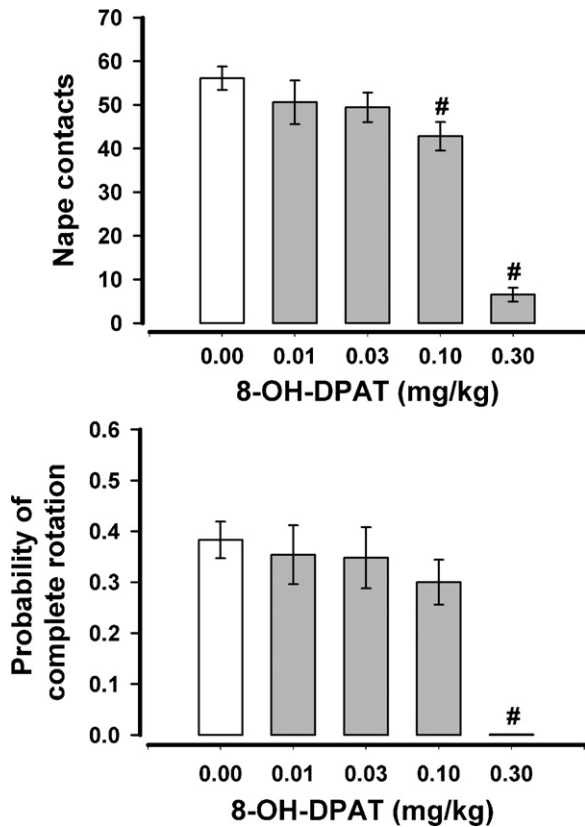 70
60
50
40
30
20
10
0
Nape contacts
#
#
0.00 0.01 0.03 0.10 0.30
8-OH-DPAT (mg/kg)
0.6
0.5
0.4
0.3
0.2
0.1
0.0
Probability of
complete rotation
#
0.00 0.01 0.03 0.10 0.30
8-OH-DPAT (mg/kg)